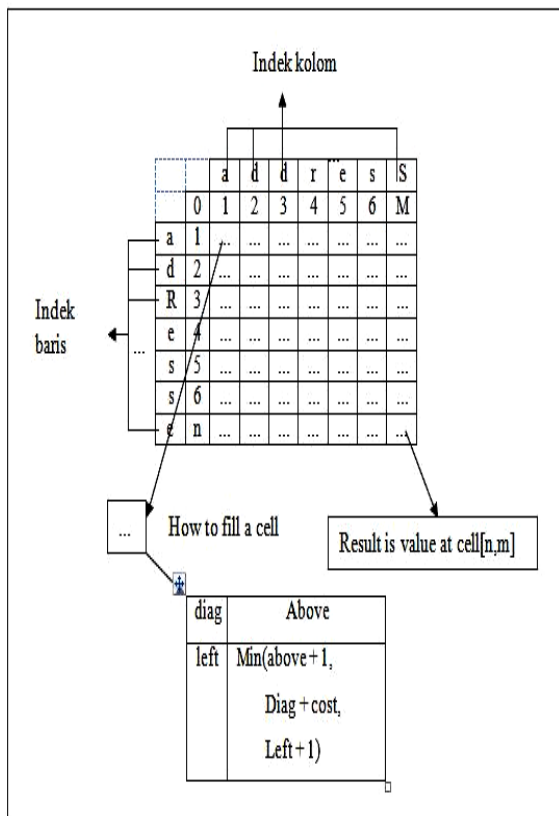 Indek kolom
...
a d d r e s S
0 1 2 3 4 5 6 M
a 1 ... ... ... ... ... ... ...
d 2 ... ... ... ... ... ... ...
R 3 ... ... ... ... ... ... ...
e 4 ... ... ... ... ... ... ...
s 5 ... ... ... ... ... ... ...
s 6 ... ... ... ... ... ... ...
e n ... ... ... ... ... ... ...
Indek
baris
...
...
How to fill a cell
Result is value at cell[n,m]
diag Above
left Min(above+1,
Diag+cost,
Left+1)